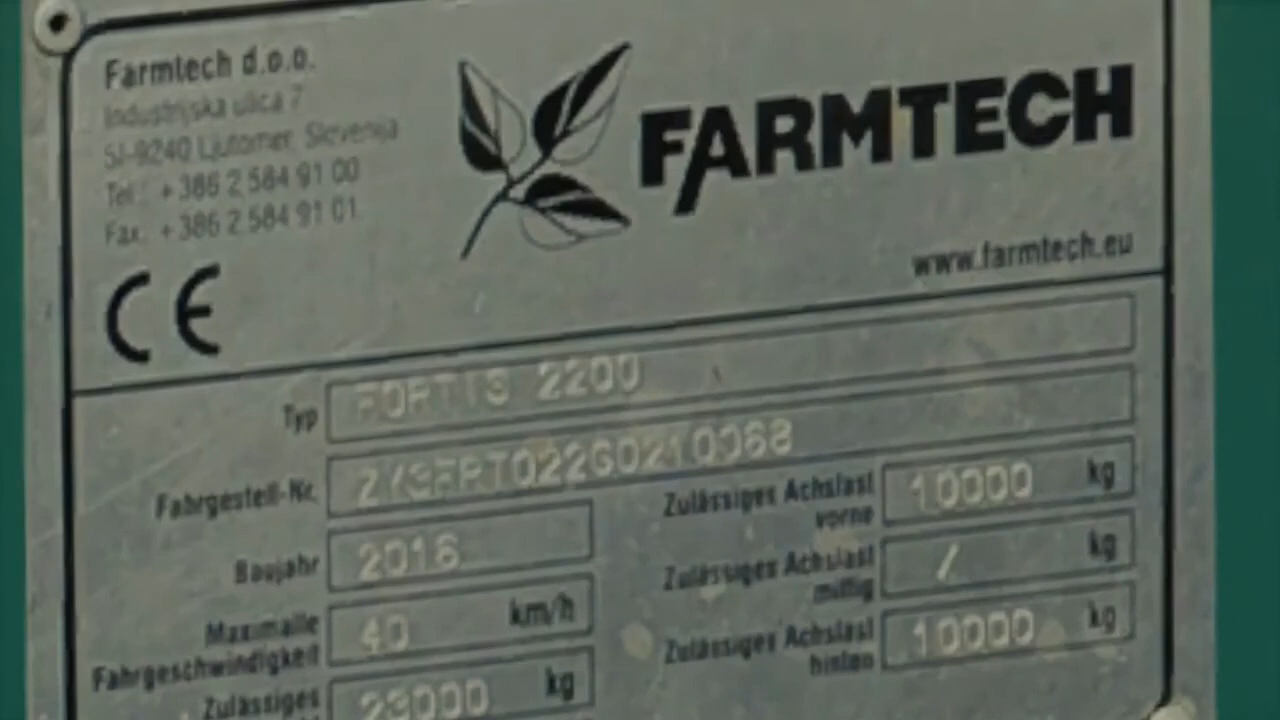 Farmtech d.o.o.
Industrijska ulica 7
SI-9240 Ljutomer, Slovenija
Tel.: +386 2 584 91 00
Fax: +386 2 584 91 01
CE
FARMTECH
www.farmtech.eu
Typ FORTIS 2200
Fahrgestell-Nr.
Baujahr
Maximalle Fahrgeschwindigkeit 40 km/h
Zulässiges 23000 kg
Zulässiges Achslast vorne 10000 kg
Zulässiges Achslast mittig / kg
Zulässiges Achslast hinten 10000 kg